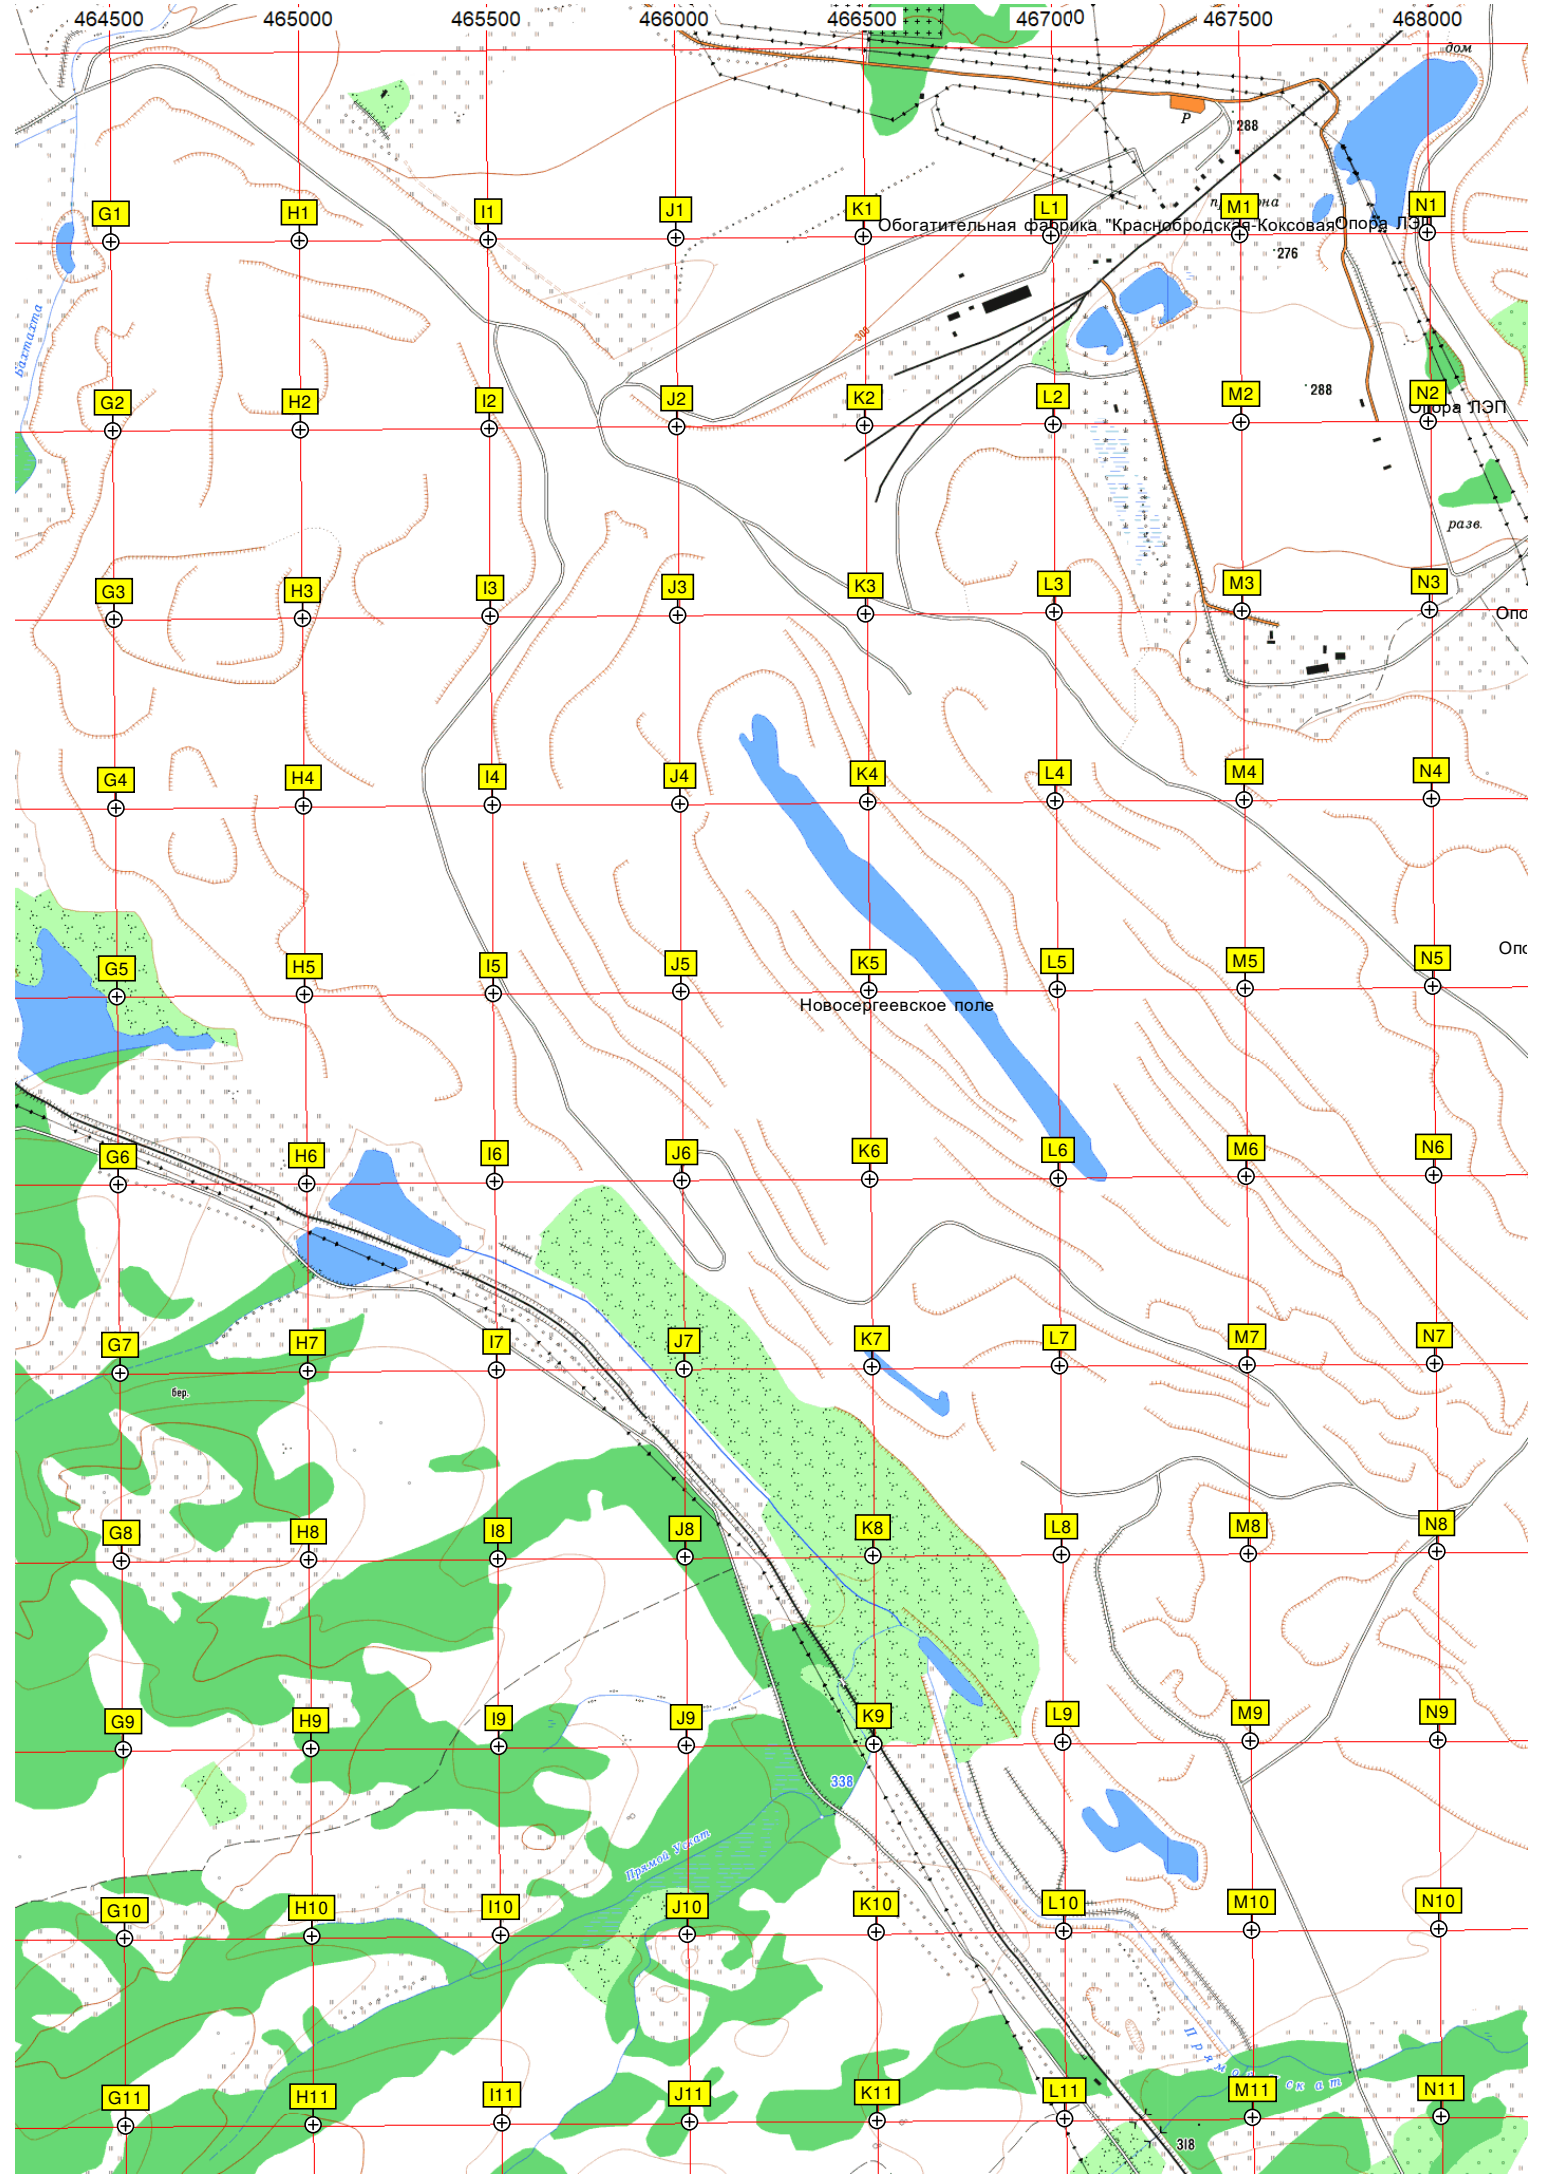 464500 465000 465500 466000 466500 467000 467500 468000
дом
Р
288
G1 H1 I1 J1 K1 L1 M1 N1
Обогатительная фабрика "Краснобродская-Коксовая"
276
Бахтахта
300
288
G2 H2 I2 J2 K2 L2 M2 N2
Опора ЛЭП
разв.
G3 H3 I3 J3 K3 L3 M3 N3
G4 H4 I4 J4 K4 L4 M4 N4
G5 H5 I5 J5 K5 L5 M5 N5
Новосергеевское поле
G6 H6 I6 J6 K6 L6 M6 N6
G7 H7 I7 J7 K7 L7 M7 N7
бер.
G8 H8 I8 J8 K8 L8 M8 N8
G9 H9 I9 J9 K9 L9 M9 N9
338
Прямой Ускат
G10 H10 I10 J10 K10 L10 M10 N10
G11 H11 I11 J11 K11 L11 M11 N11
318